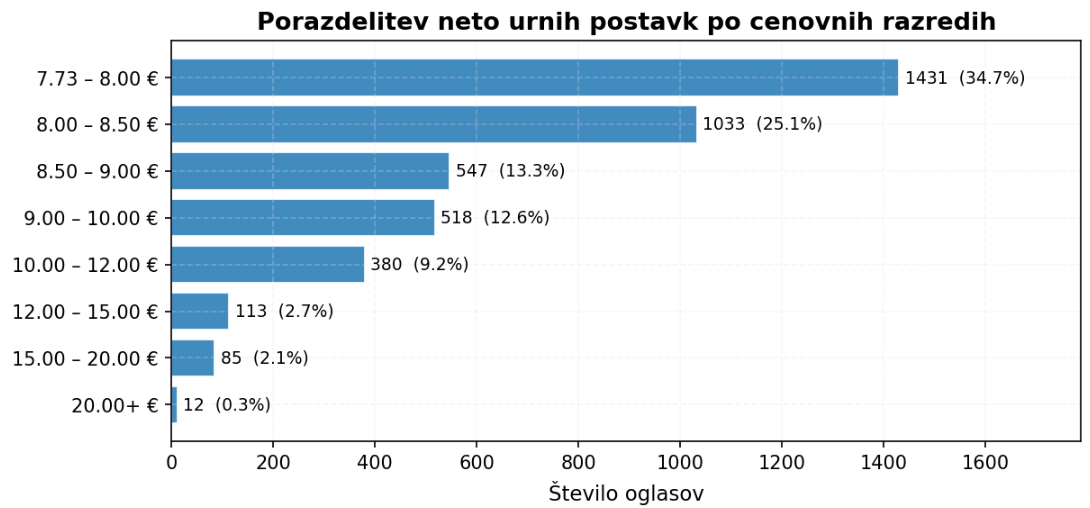 Porazdelitev neto urnih postavk po cenovnih razredih
7.73 – 8.00 € 1431 (34.7%)
8.00 – 8.50 € 1033 (25.1%)
8.50 – 9.00 € 547 (13.3%)
9.00 – 10.00 € 518 (12.6%)
10.00 – 12.00 € 380 (9.2%)
12.00 – 15.00 € 113 (2.7%)
15.00 – 20.00 € 85 (2.1%)
20.00+ € 12 (0.3%)
0 200 400 600 800 1000 1200 1400 1600
Število oglasov